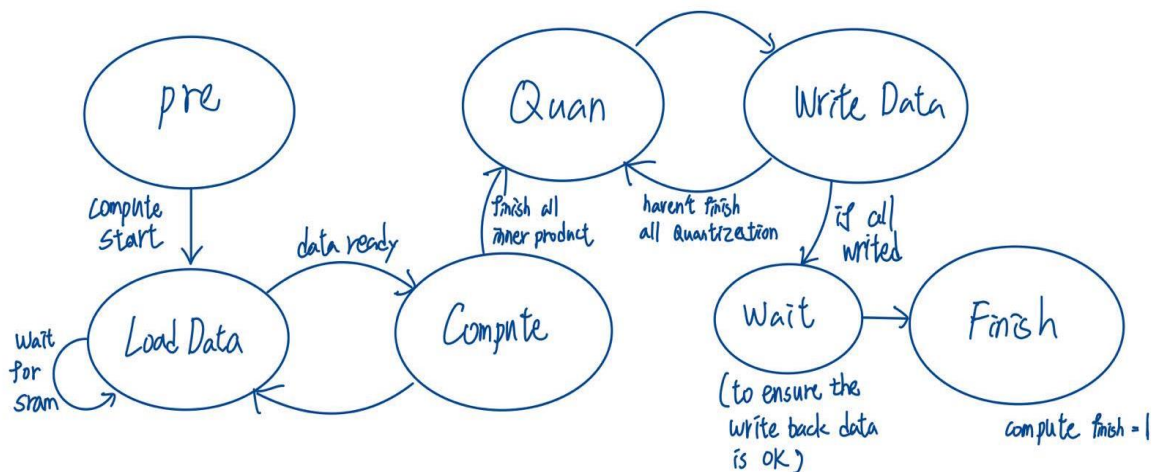 pre
Quan
Write Data
compute
start
data ready
finish all
inner product
haven't finish
all Quantization
if all
writed
Wait
for
sram
Load Data
Compute
Wait
Finish
(to ensure the
write back data
is OK)
compute finish = 1